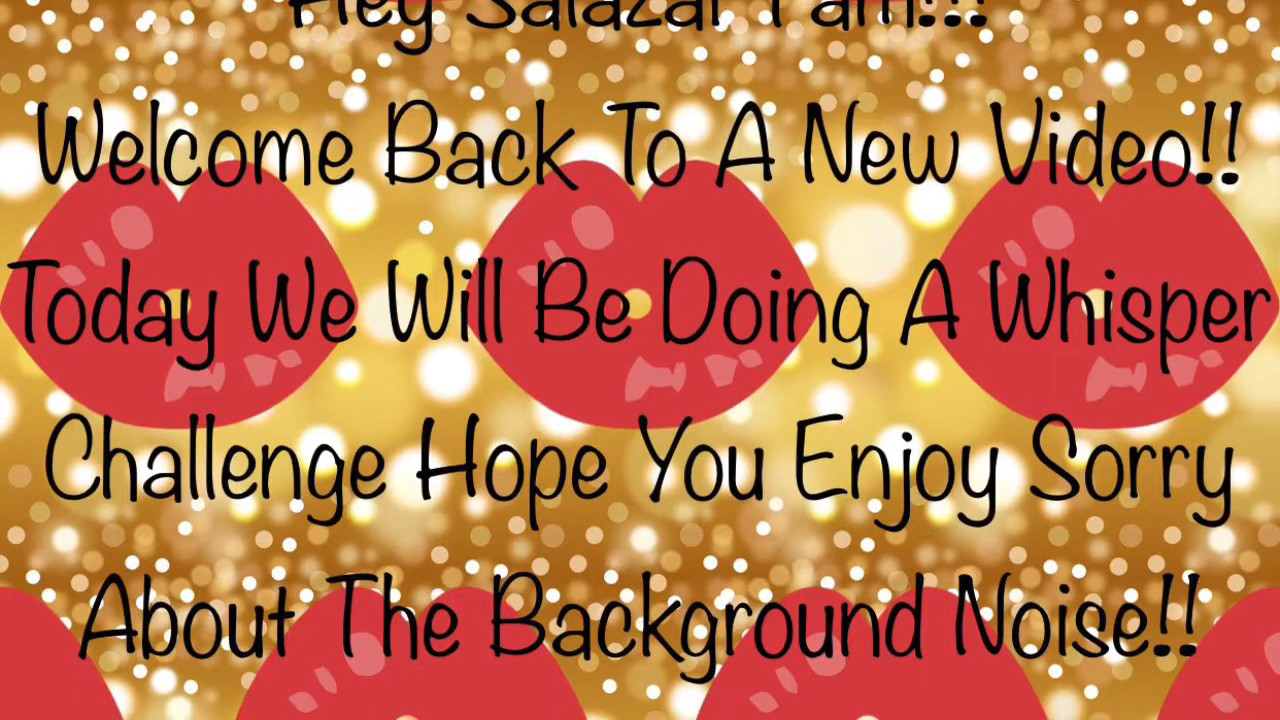 Hey Salazar Fam!!!
Welcome Back To A New Video!!
Today We Will Be Doing A Whisper
Challenge Hope You Enjoy Sorry
About The Background Noise!!